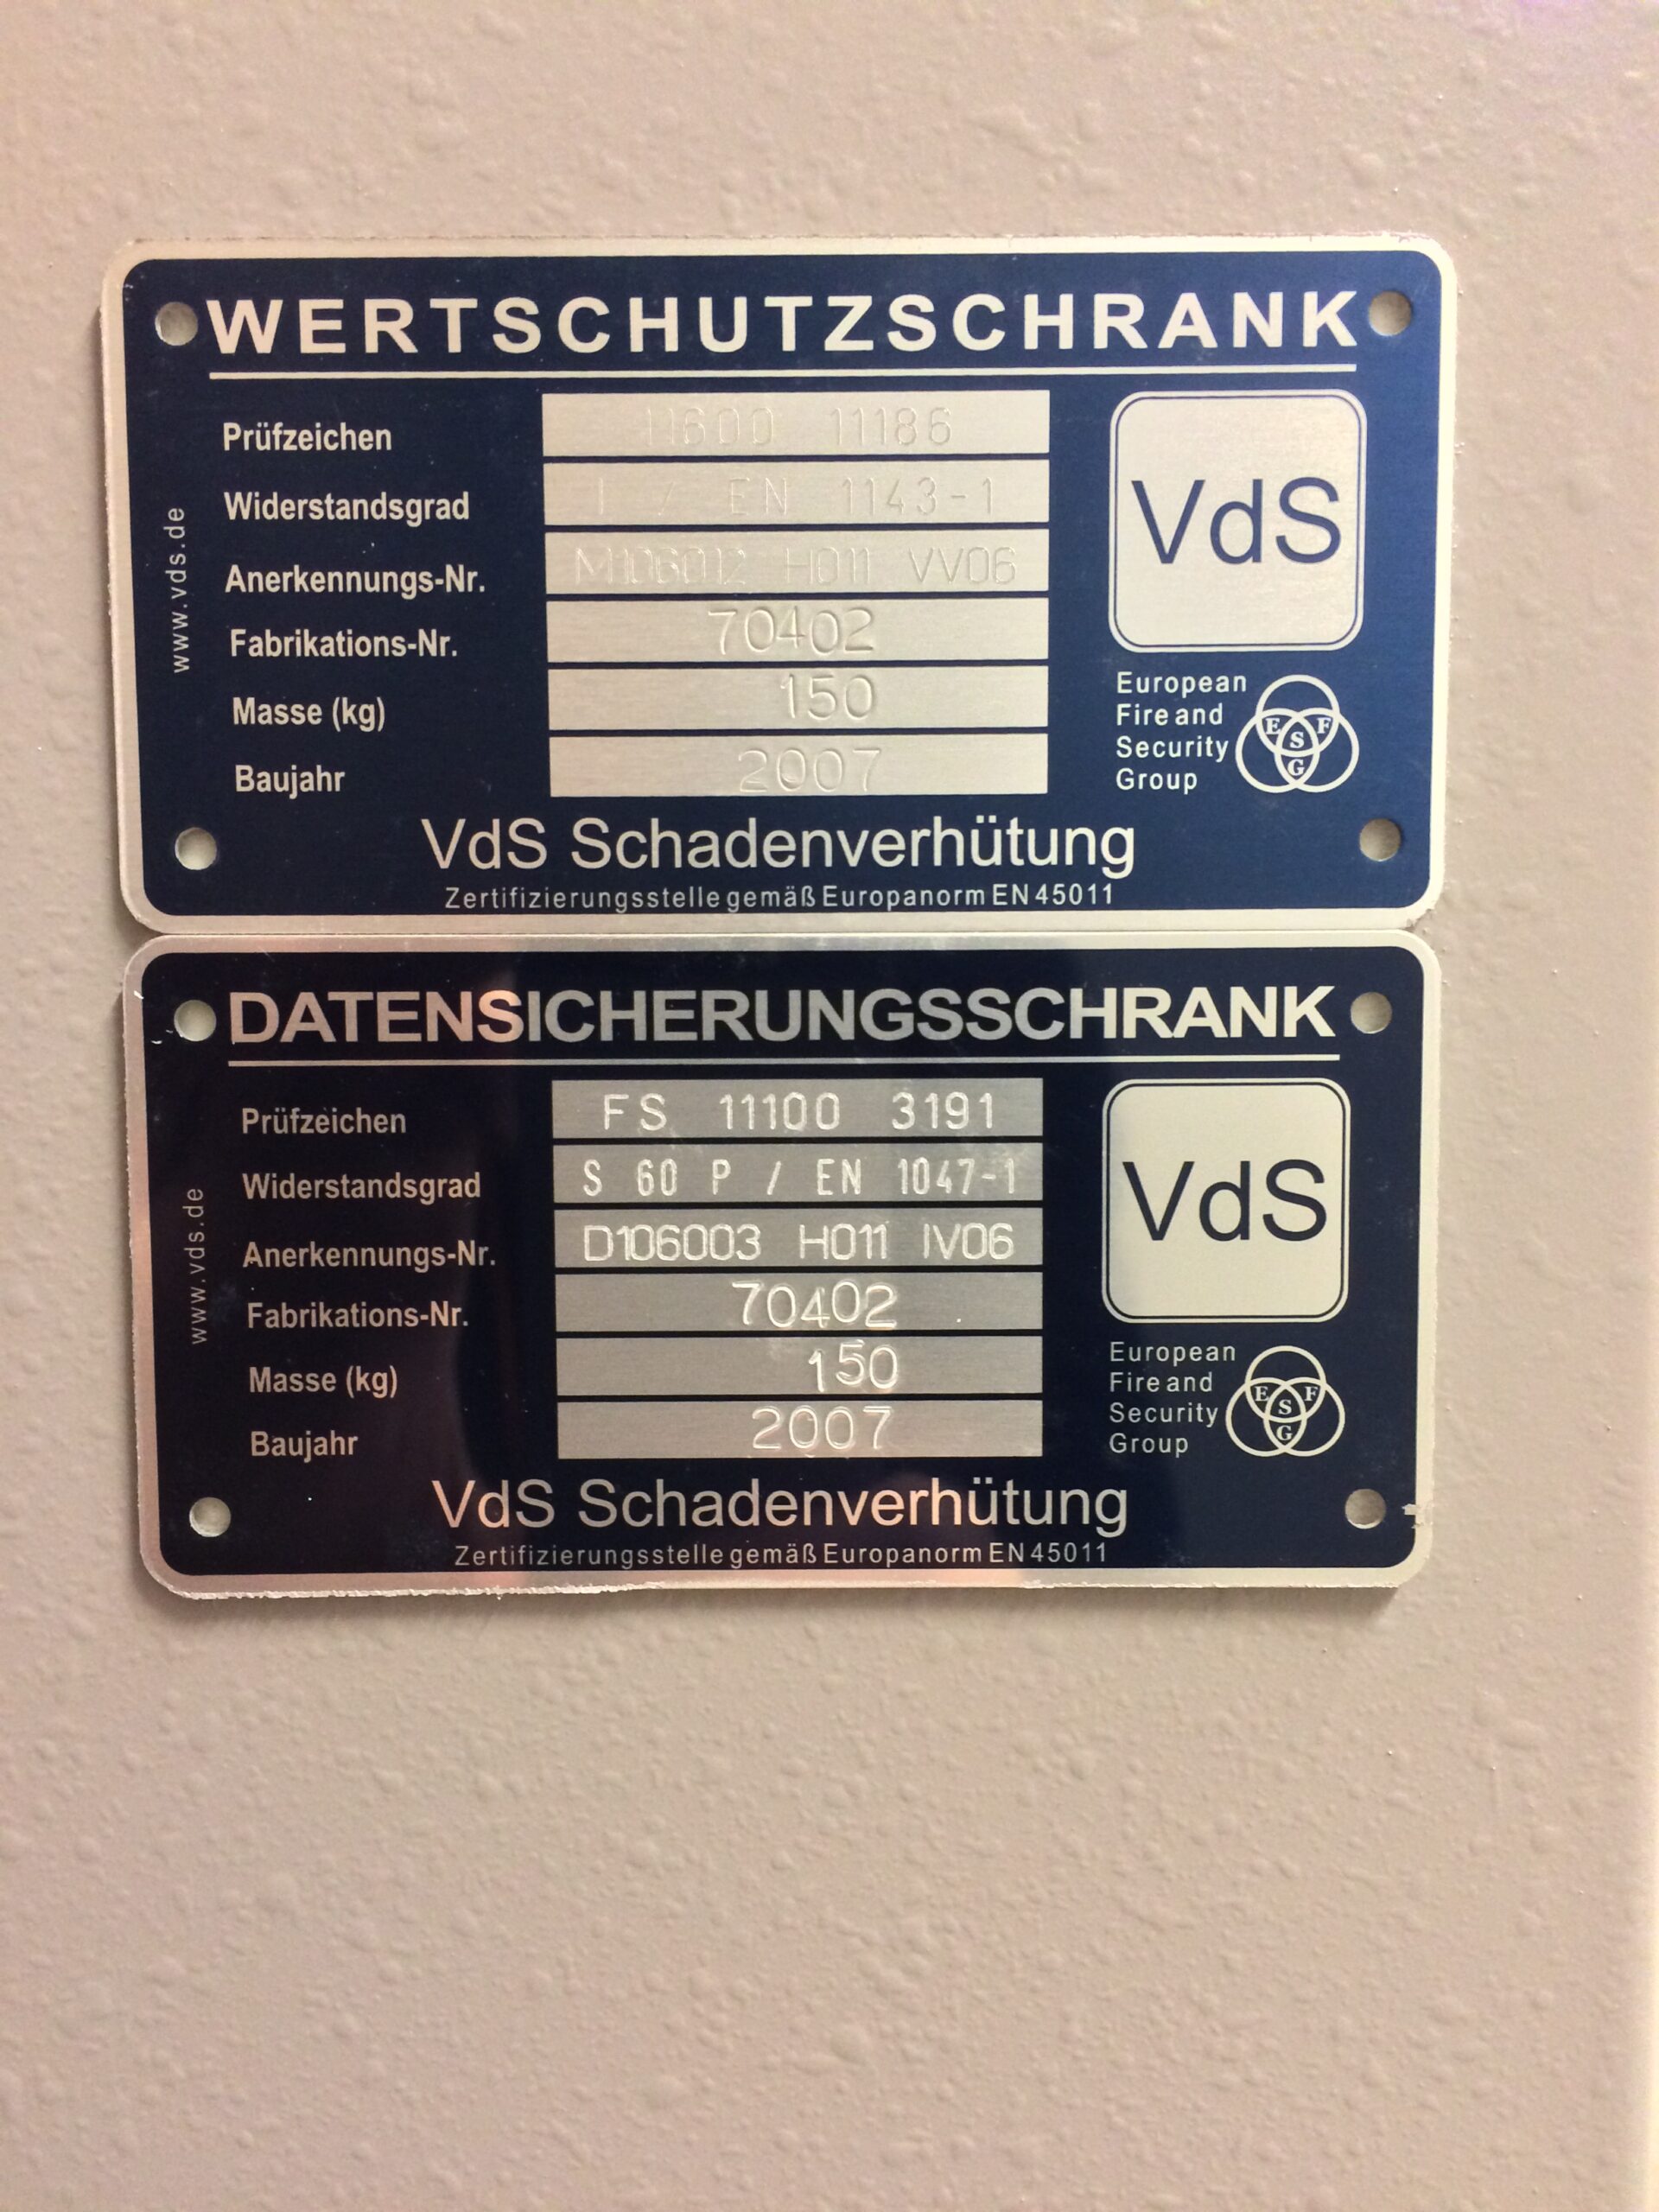 WERTSCHUTZSCHRANK
Prüfzeichen 11600 11186
Widerstandsgrad I / EN 1143-1
Anerkennungs-Nr. M106012 H011 VV06
Fabrikations-Nr. 70402
Masse (kg) 150
Baujahr 2007
www.vds.de
VdS
European
Fire and
Security
Group
E F
S
G
VdS Schadenverhütung
Zertifizierungsstelle gemäß Europanorm EN 45011
DATENSICHERUNGSSCHRANK
Prüfzeichen FS 11100 3191
Widerstandsgrad S 60 P / EN 1047-1
Anerkennungs-Nr. D106003 H011 IV06
Fabrikations-Nr. 70402
Masse (kg) 150
Baujahr 2007
www.vds.de
VdS
European
Fire and
Security
Group
E F
S
G
VdS Schadenverhütung
Zertifizierungsstelle gemäß Europanorm EN 45011